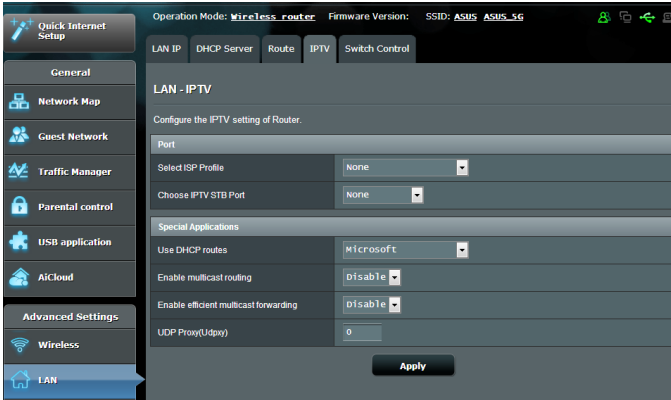 Quick Internet
Setup
Operation Mode: Wireless router Firmware Version: SSID: ASUS ASUS_5G
LAN IP DHCP Server Route IPTV Switch Control
General
Network Map
Guest Network
Traffic Manager
Parental control
USB application
AiCloud
Advanced Settings
Wireless
LAN
LAN - IPTV
Configure the IPTV setting of Router.
Port
Select ISP Profile None
Choose IPTV STB Port None
Special Applications
Use DHCP routes Microsoft
Enable multicast routing Disable
Enable efficient multicast forwarding Disable
UDP Proxy(Udpxy) 0
Apply